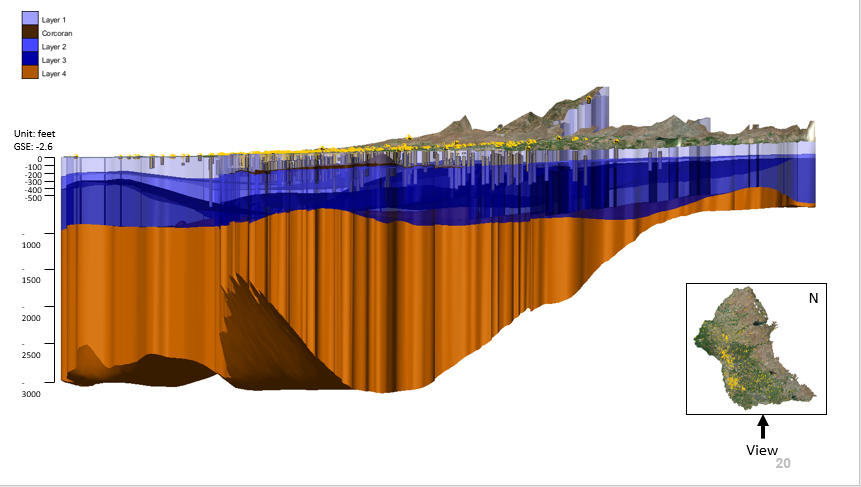 Layer 1
Corcoran
Layer 2
Layer 3
Layer 4
Unit: feet
GSE: -2.6
0
-100
-200
-300
-400
-500
-
1000
-
1500
-
2000
-
2500
-
3000
N
View
20